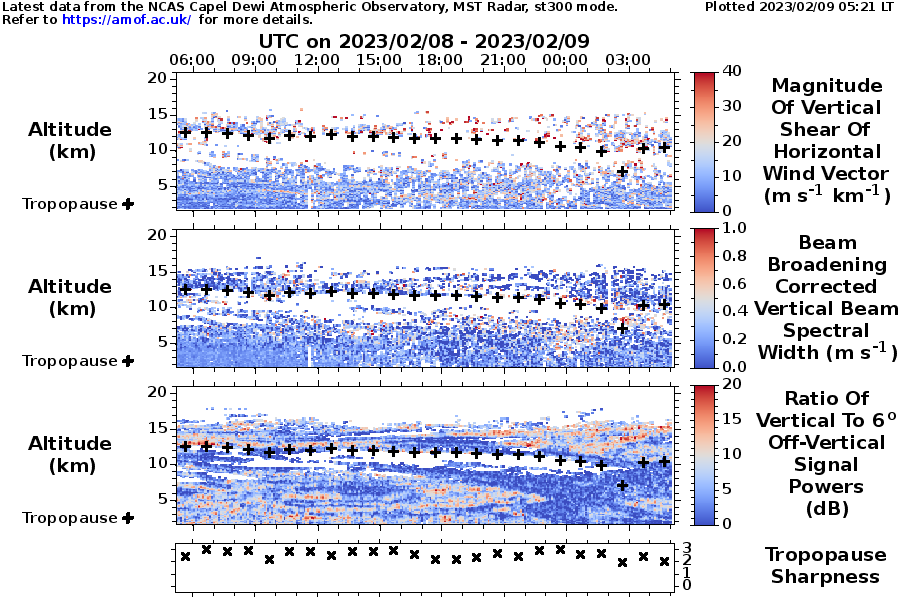 Latest data from the NCAS Capel Dewi Atmospheric Observatory, MST Radar, st300 mode.
Plotted 2023/02/09 05:21 LT
Refer to https://amof.ac.uk/ for more details.
UTC on 2023/02/08 - 2023/02/09
06:00 09:00 12:00 15:00 18:00 21:00 00:00 03:00
20
15
10
5
Altitude
(km)
Tropopause
40
30
20
10
0
Magnitude
Of Vertical
Shear Of
Horizontal
Wind Vector
(m s-1 km-1)
20
15
10
5
Altitude
(km)
Tropopause
1.0
0.8
0.6
0.4
0.2
0.0
Beam
Broadening
Corrected
Vertical Beam
Spectral
Width (m s-1)
20
15
10
5
Altitude
(km)
Tropopause
20
15
10
5
0
Ratio Of
Vertical To 6o
Off-Vertical
Signal
Powers
(dB)
3
2
1
0
Tropopause
Sharpness